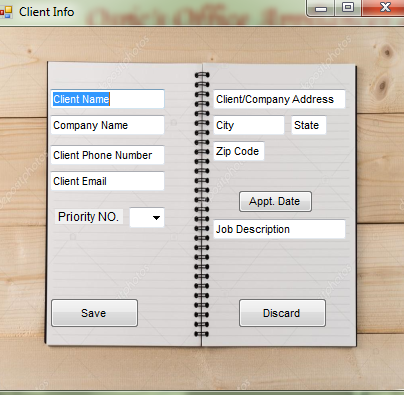 Client Info
Client Name
Company Name
Client Phone Number
Client Email
Priority NO.
Save
Client/Company Address
City
State
Zip Code
Appt. Date
Job Description
Discard